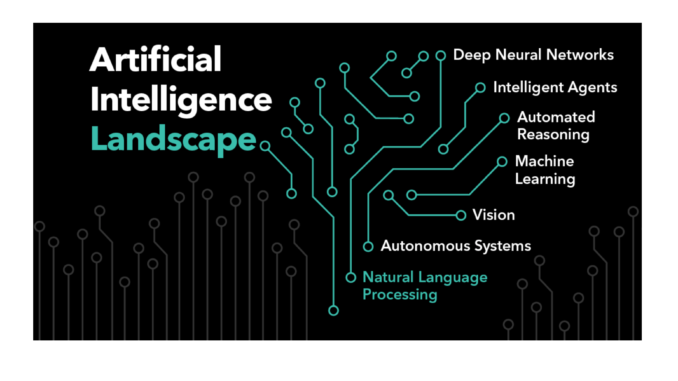 Artificial
Intelligence
Landscape
Deep Neural Networks
Intelligent Agents
Automated
Reasoning
Machine
Learning
Vision
Autonomous Systems
Natural Language
Processing